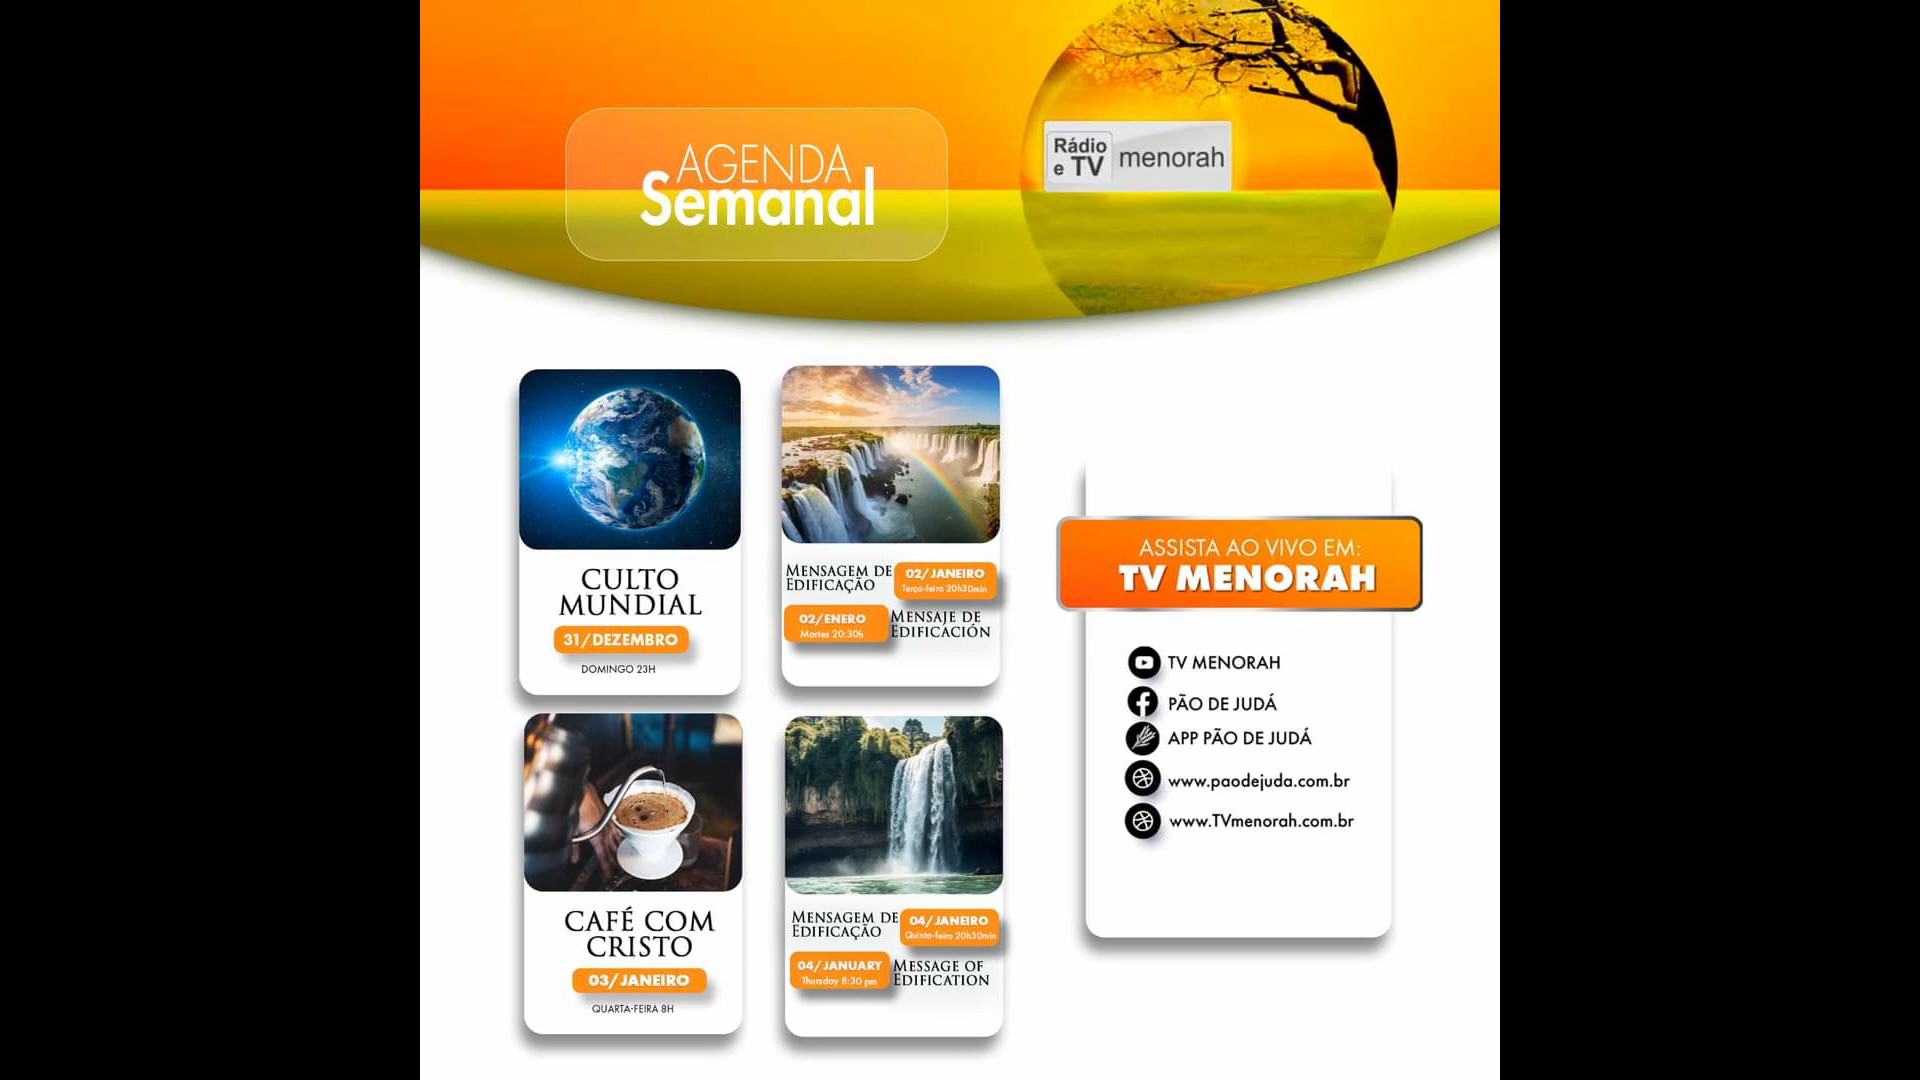 AGENDA
Semanal
Rádio
e TV
menorah
CULTO
MUNDIAL
31/DEZEMBRO
DOMINGO 23H
MENSAGEM DE
EDIFICAÇÃO
02/JANEIRO
Terça-feira 20h30min
02/ENERO
Martes 20:30h
MENSAJE DE
EDIFICACIÓN
CAFÉ COM
CRISTO
03/JANEIRO
QUARTA-FEIRA 8H
MENSAGEM DE
EDIFICAÇÃO
04/JANEIRO
Quinta-feira 20h30min
04/JANUARY
Thursday 8:30 pm
MESSAGE OF
EDIFICATION
ASSISTA AO VIVO EM:
TV MENORAH
TV MENORAH
PÃO DE JUDÁ
APP PÃO DE JUDÁ
www.paodejuda.com.br
www.TVmenorah.com.br